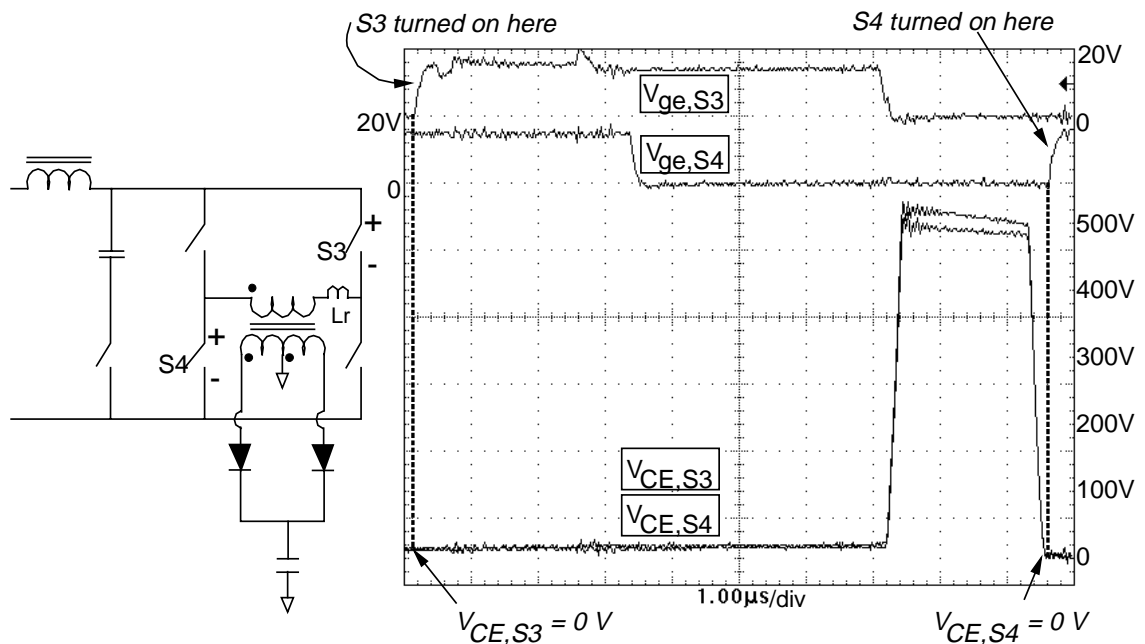 S3 turned on here
S4 turned on here
20V
Vge,S3
20V
0
Vge,S4
0
500V
S3
+
-
400V
Lr
S4
+
-
300V
200V
VCE,S3
100V
VCE,S4
0
1.00µs/div
VCE,S3 = 0 V
VCE,S4 = 0 V